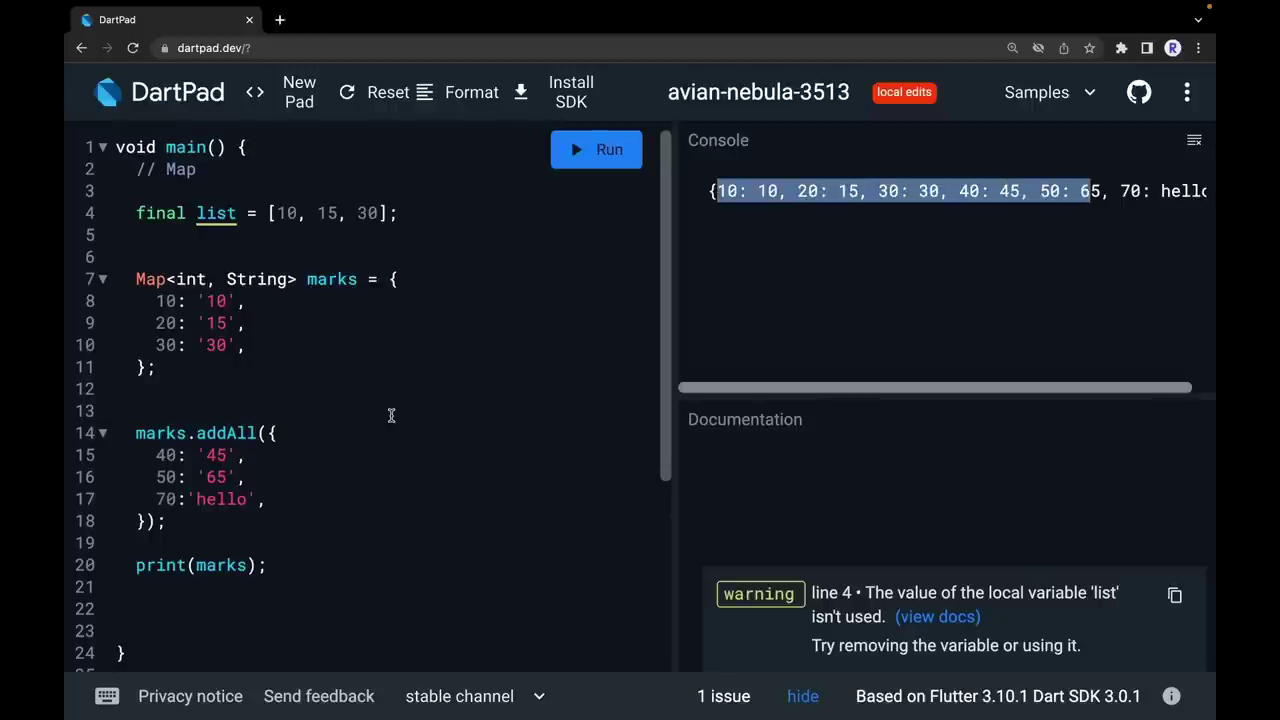 DartPad
dartpad.dev/?
R
DartPad
<> New Pad
Reset
Format
Install SDK
avian-nebula-3513
local edits
Samples
1 void main() {
2 // Map
3
4 final list = [10, 15, 30];
5
6
7 Map<int, String> marks = {
8 10: '10',
9 20: '15',
10 30: '30',
11 };
12
13
14 marks.addAll({
15 40: '45',
16 50: '65',
17 70:'hello',
18 });
19
20 print(marks);
21
22
23
24 }
Run
Console
{10: 10, 20: 15, 30: 30, 40: 45, 50: 65, 70: hello
Documentation
warning line 4 • The value of the local variable 'list'
isn't used. (view docs)
Try removing the variable or using it.
Privacy notice
Send feedback
stable channel
1 issue
hide
Based on Flutter 3.10.1 Dart SDK 3.0.1